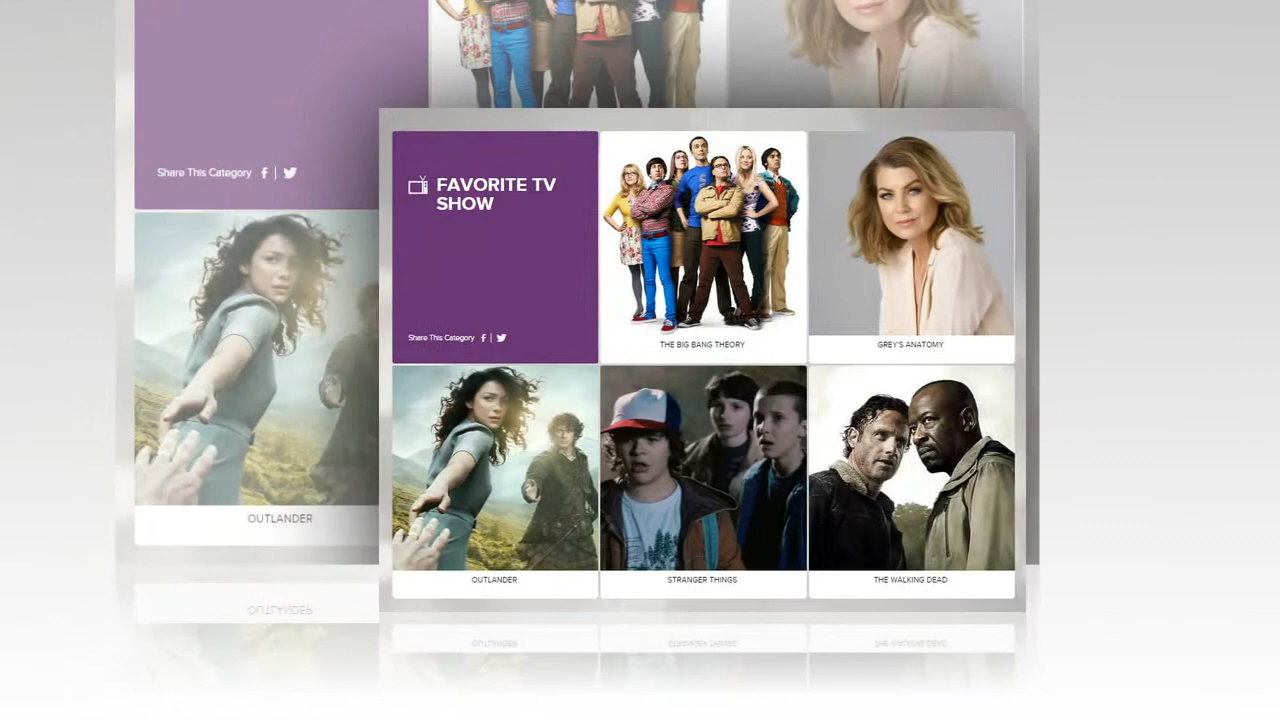 Share This Category
OUTLANDER
FAVORITE TV
SHOW
Share This Category
THE BIG BANG THEORY
GREY'S ANATOMY
OUTLANDER
STRANGER THINGS
THE WALKING DEAD